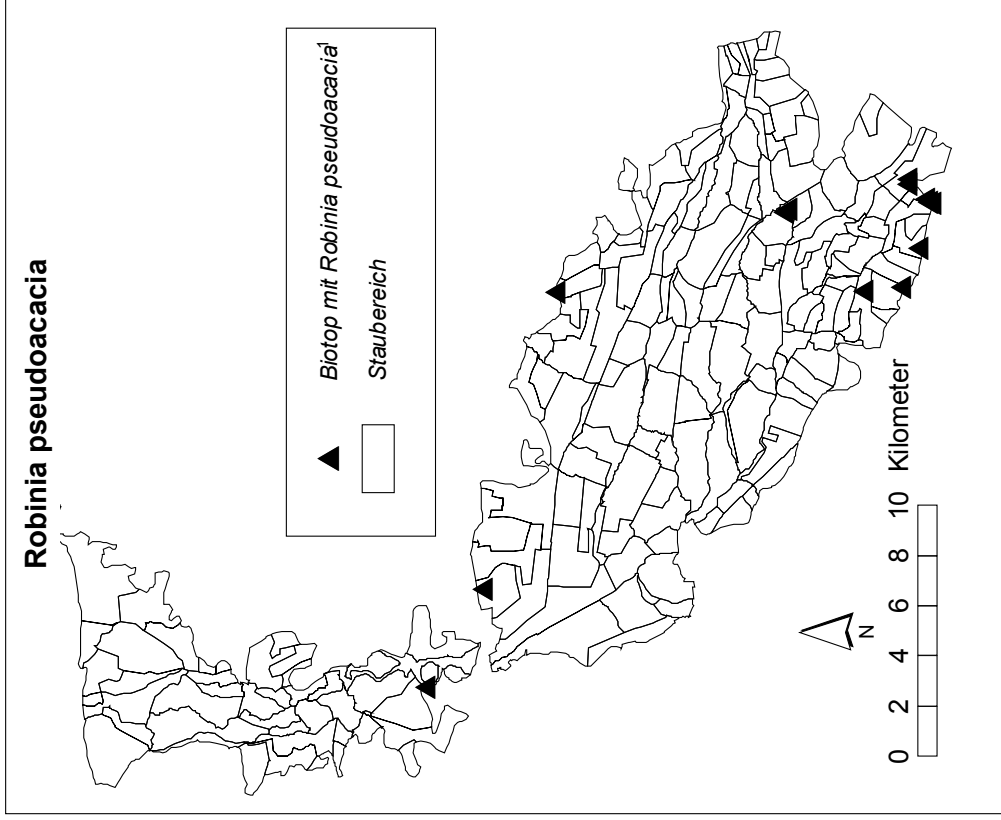 Robinia pseudoacacia
Biotop mit Robinia pseudoacacia¹
Staubereich
N
0 2 4 6 8 10 Kilometer